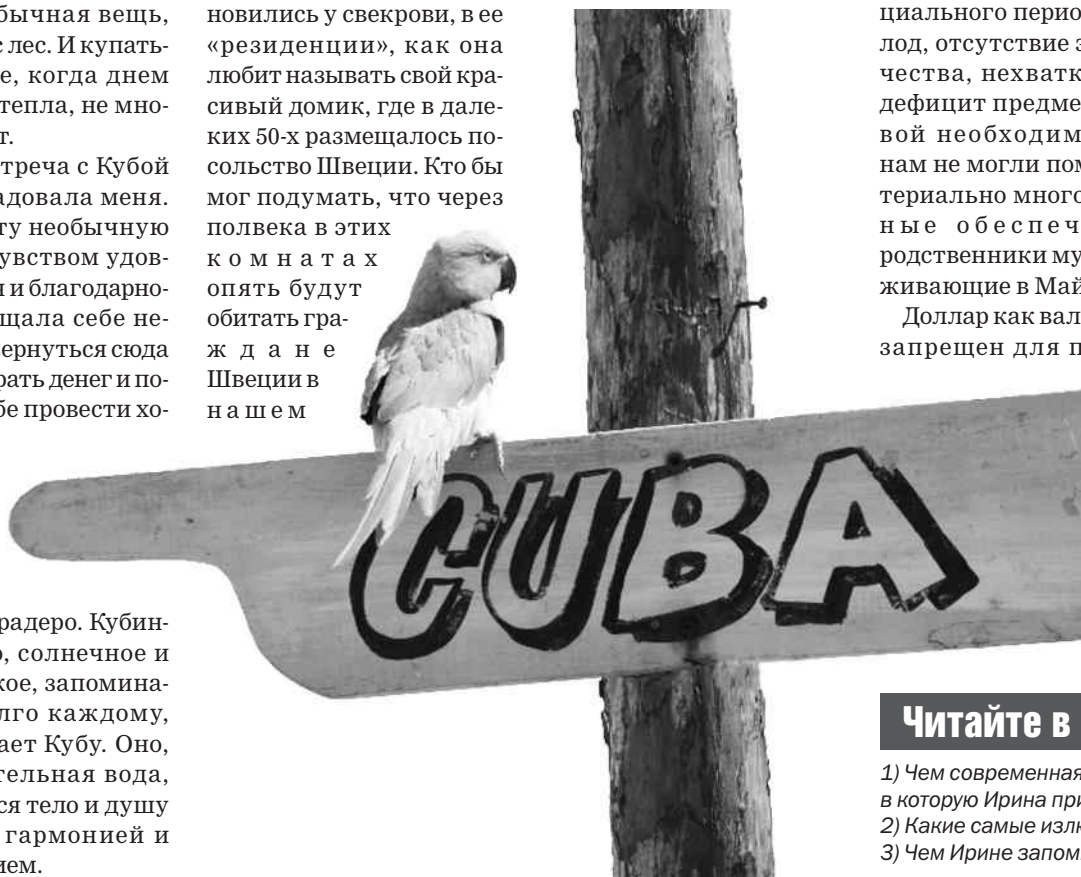 бычная вещь,
с лес. И купать-
е, когда днем
тепла, не мно-
т.
треча с Кубой
адовала меня.
ту необычную
увством удов-
я и благодарно-
щала себе не-
ернуться сюда
рать денег и по-
бе провести хо-
радеро. Кубин-
о, солнечное и
кое, запомина-
лго каждому,
ает Кубу. Оно,
тельная вода,
ся тело и душу
гармонией и
ием.
новились у свекрови, в ее
«резиденции», как она
любит называть свой кра-
сивый домик, где в дале-
ких 50-х размещалось по-
сольство Швеции. Кто бы
мог подумать, что через
полвека в этих
комнатах
опять будут
обитать гра-
ждане
Швеции в
нашем
CUBA
циального перио
лод, отсутствие э
чества, нехватк
дефицит предме
вой необходим
нам не могли пом
териально много
ные обеспеч
родственники му
живающие в Май
Доллар как вал
запрещен для п
Читайте в
1) Чем современная
в которую Ирина при
2) Какие самые излю
3) Чем Ирине запом